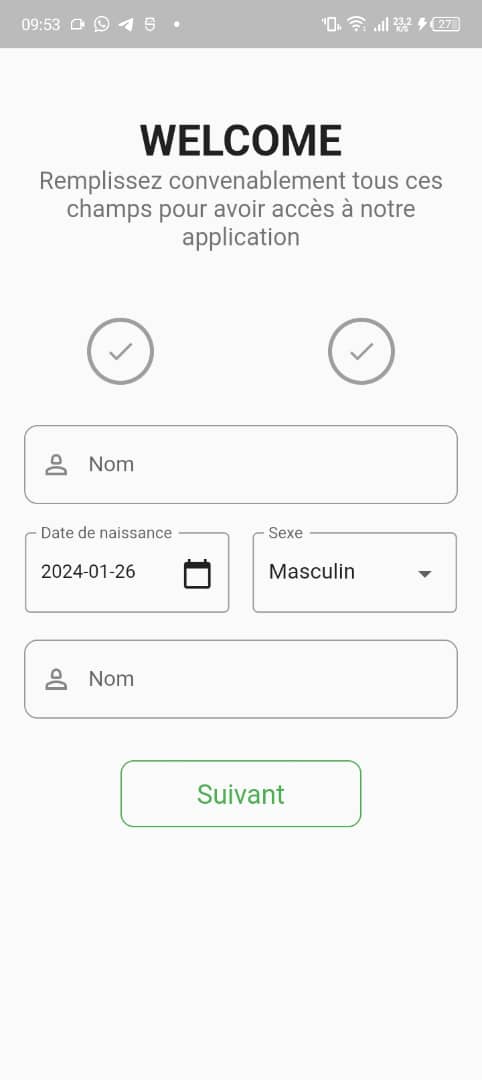 09:53 23,2 K/S 27
WELCOME
Remplissez convenablement tous ces
champs pour avoir accès à notre
application
Nom
Date de naissance Sexe
2024-01-26 Masculin
Nom
Suivant